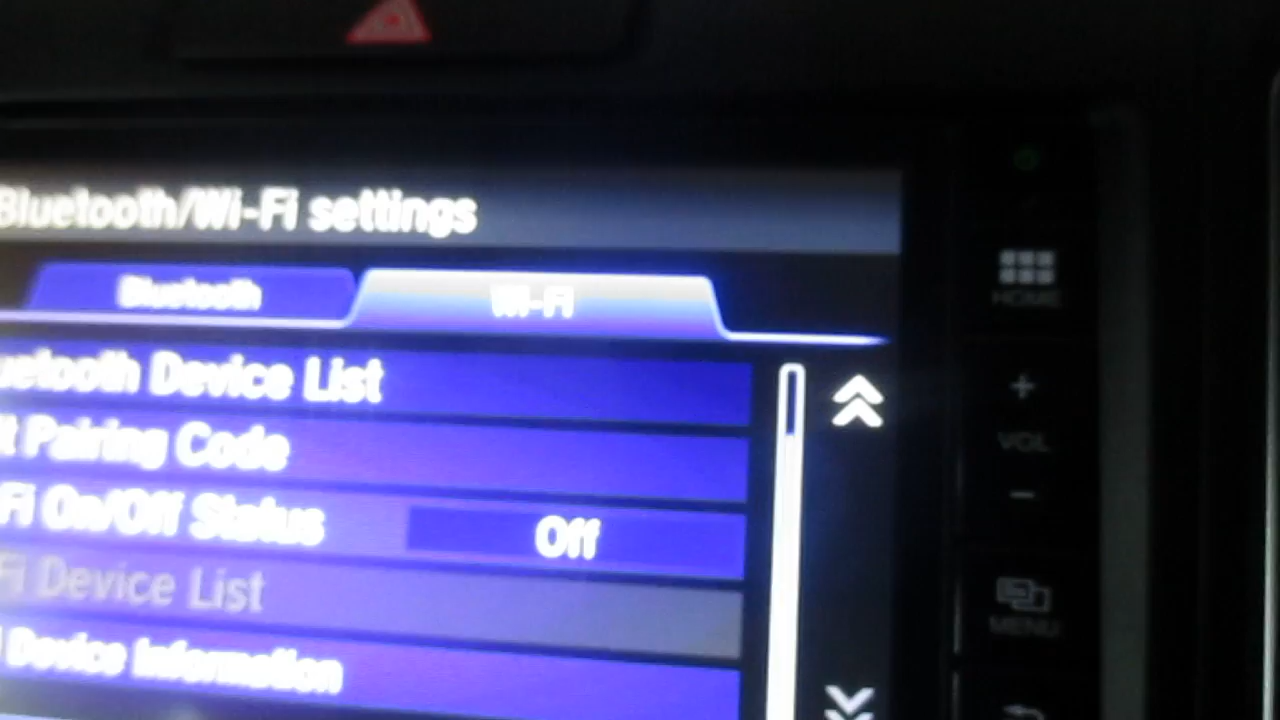 Bluetooth/Wi-Fi settings
Bluetooth Wi-Fi
HOME
uetooth Device List
t Pairing Code
+
VOL
Fi On/Off Status Off
-
Fi Device List
MENU
Device Information